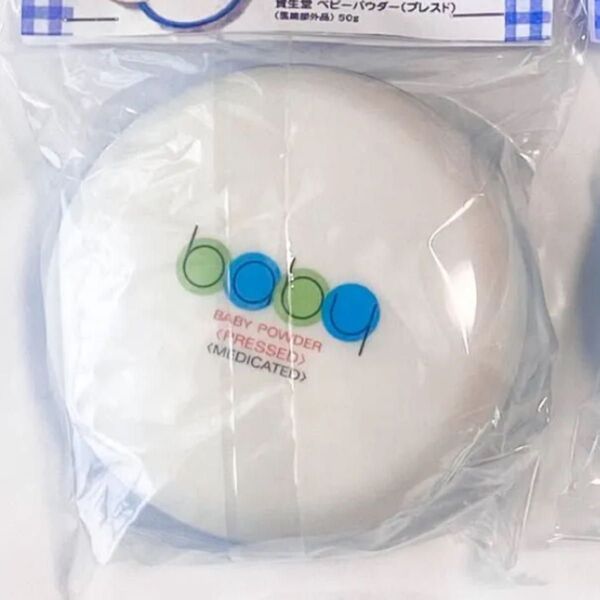 資生堂 ベビーパウダー(プレスド)
〈医薬部外品〉 50g
baby
BABY POWDER
〈PRESSED〉
〈MEDICATED〉